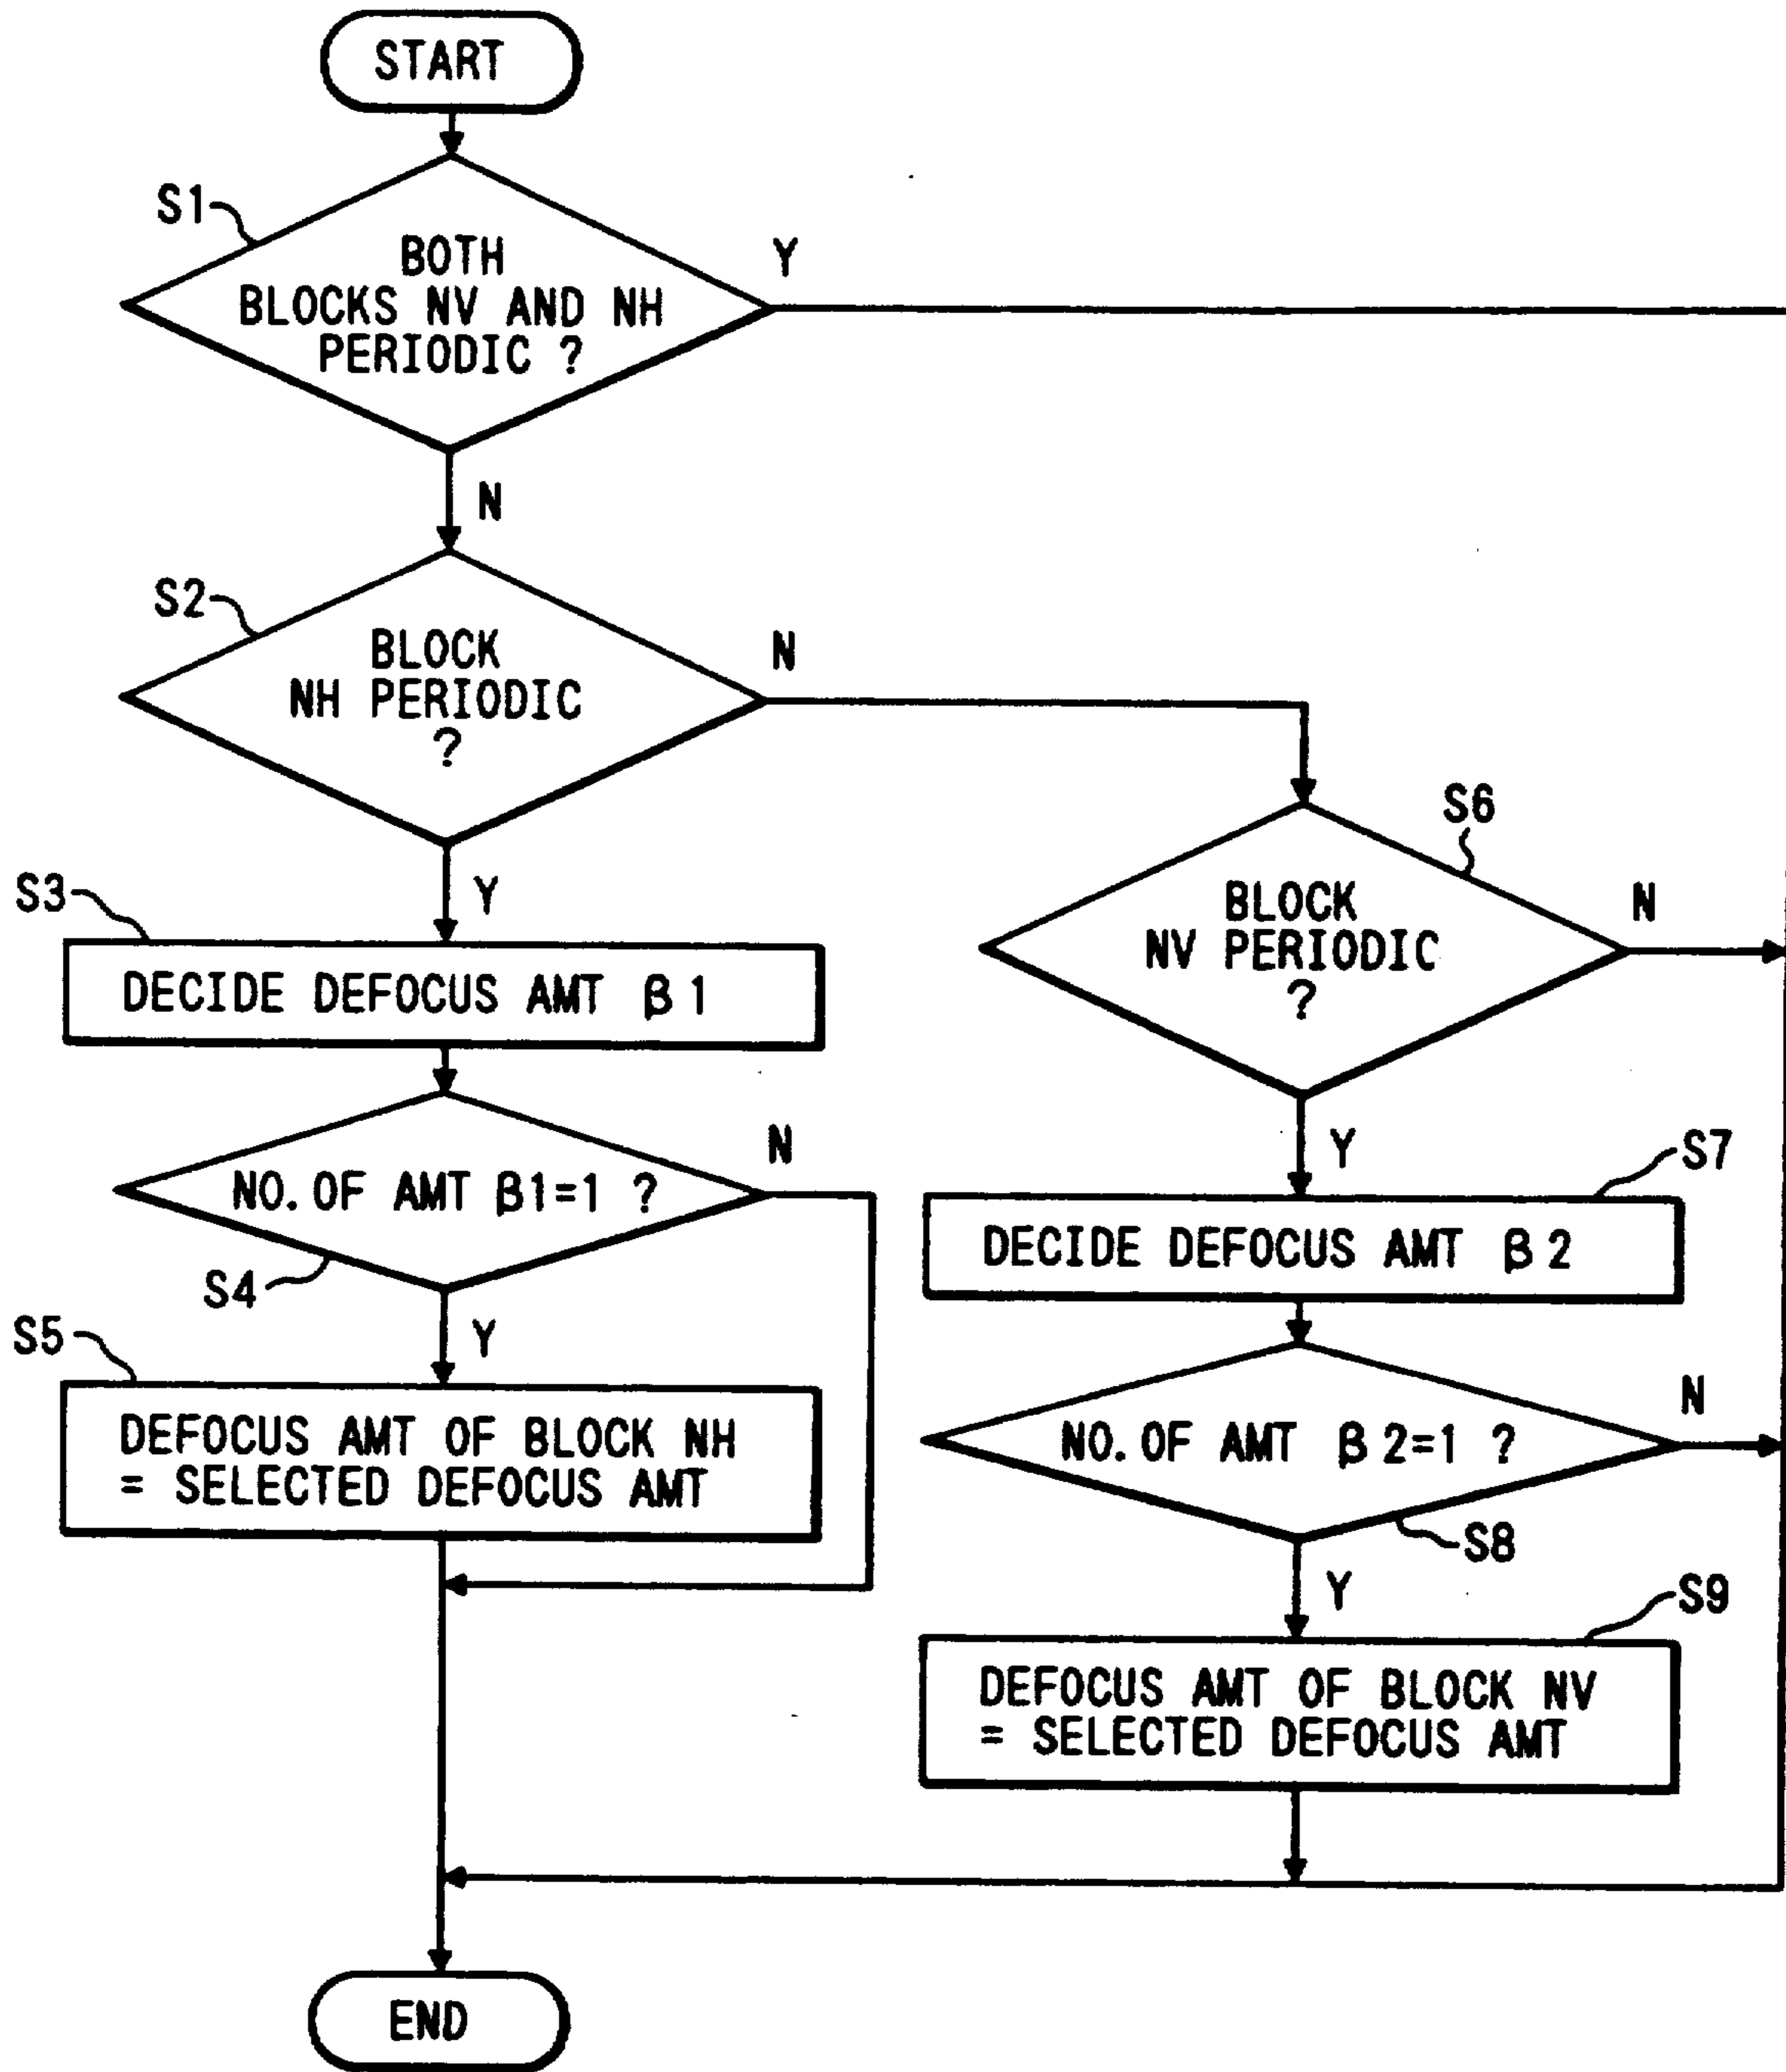 START
S1
BOTH
BLOCKS NV AND NH
PERIODIC ?
Y
N
S2
BLOCK
NH PERIODIC
?
N
Y
S3
DECIDE DEFOCUS AMT β1
NO. OF AMT β1=1 ?
N
S4
Y
S5
DEFOCUS AMT OF BLOCK NH
= SELECTED DEFOCUS AMT
S6
BLOCK
NV PERIODIC
?
N
Y
S7
DECIDE DEFOCUS AMT β2
NO. OF AMT β2=1 ?
N
S8
Y
S9
DEFOCUS AMT OF BLOCK NV
= SELECTED DEFOCUS AMT
END